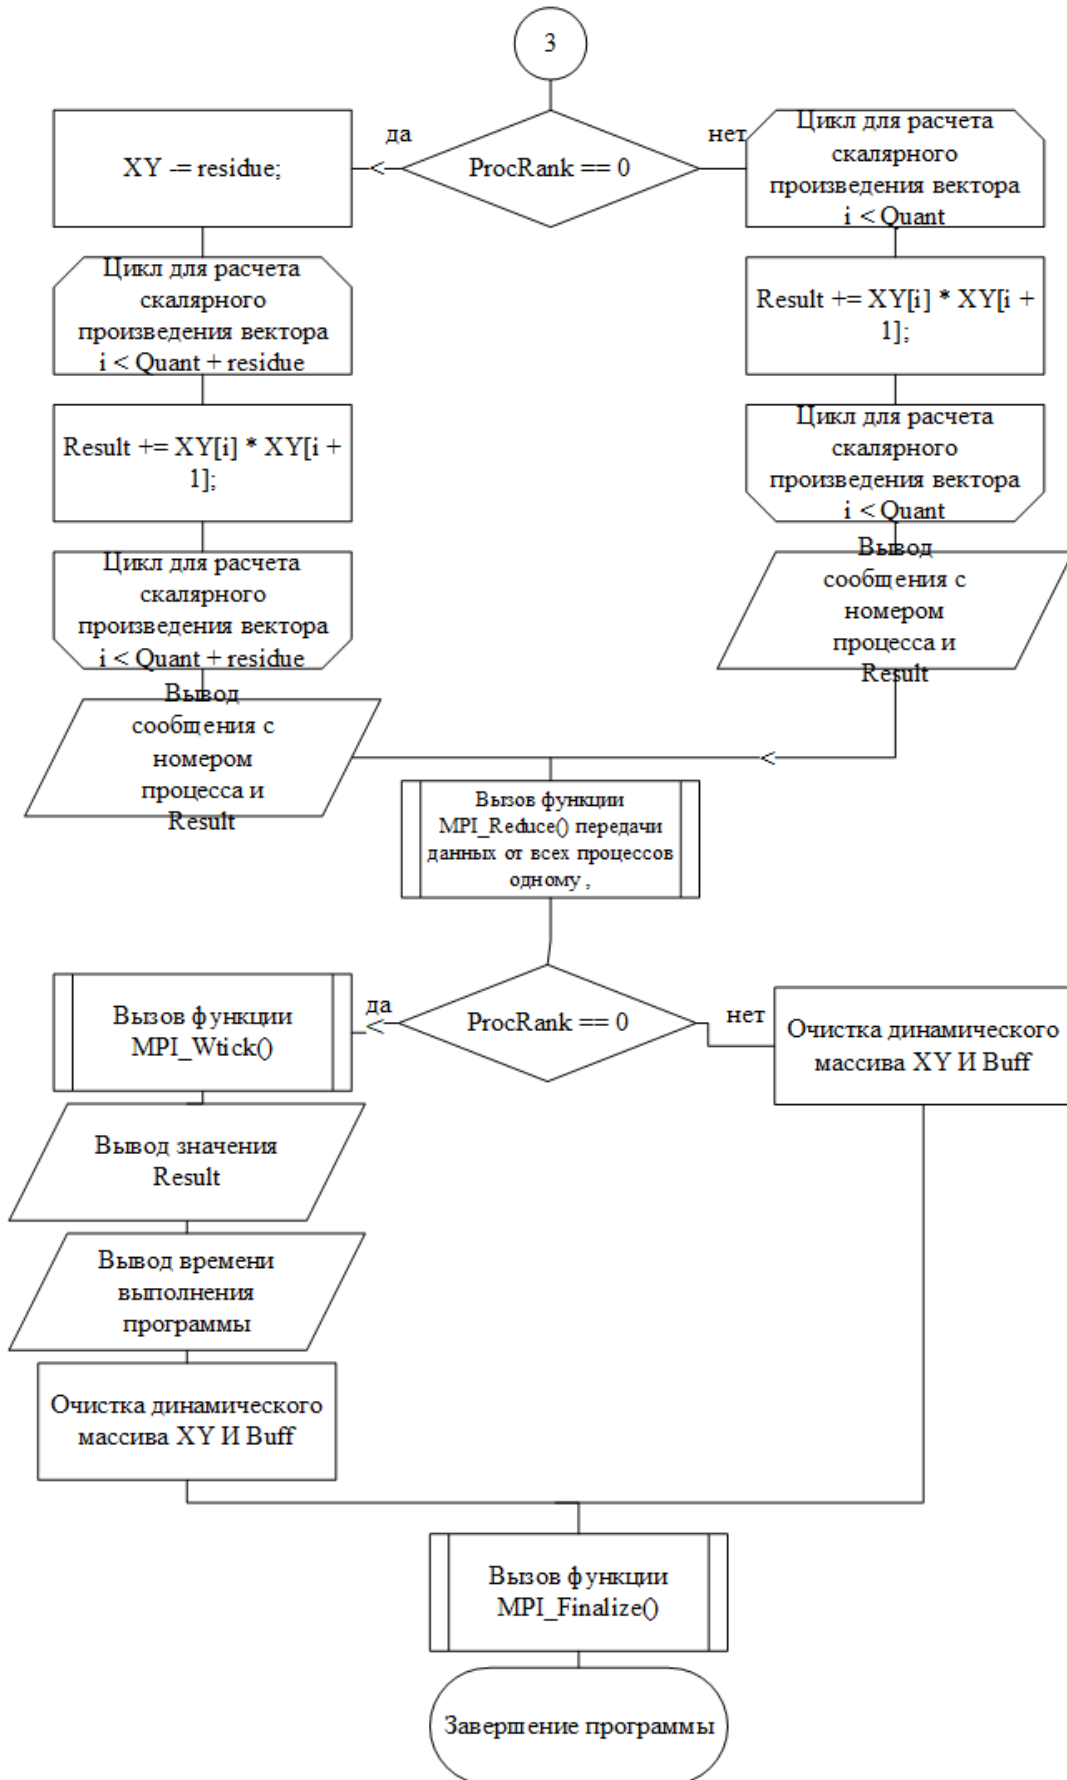 3
да
нет
XY -= residue;
ProcRank == 0
Цикл для расчета
скалярного
произведения вектора
i < Quant
Цикл для расчета
скалярного
произведения вектора
i < Quant + residue
Result += XY[i] * XY[i +
1];
Result += XY[i] * XY[i +
1];
Цикл для расчета
скалярного
произведения вектора
i < Quant
Цикл для расчета
скалярного
произведения вектора
i < Quant + residue
Вывод
сообщения с
номером
процесса и
Result
Вывод
сообщения с
номером
процесса и
Result
Вызов функции
MPI_Reduce() передачи
данных от всех процессов
одному ,
Вызов функции
MPI_Wtick()
да
ProcRank == 0
нет
Очистка динамического
массива XY И Buff
Вывод значения
Result
Вывод времени
выполнения
программы
Очистка динамического
массива XY И Buff
Вызов функции
MPI_Finalize()
Завершение программы